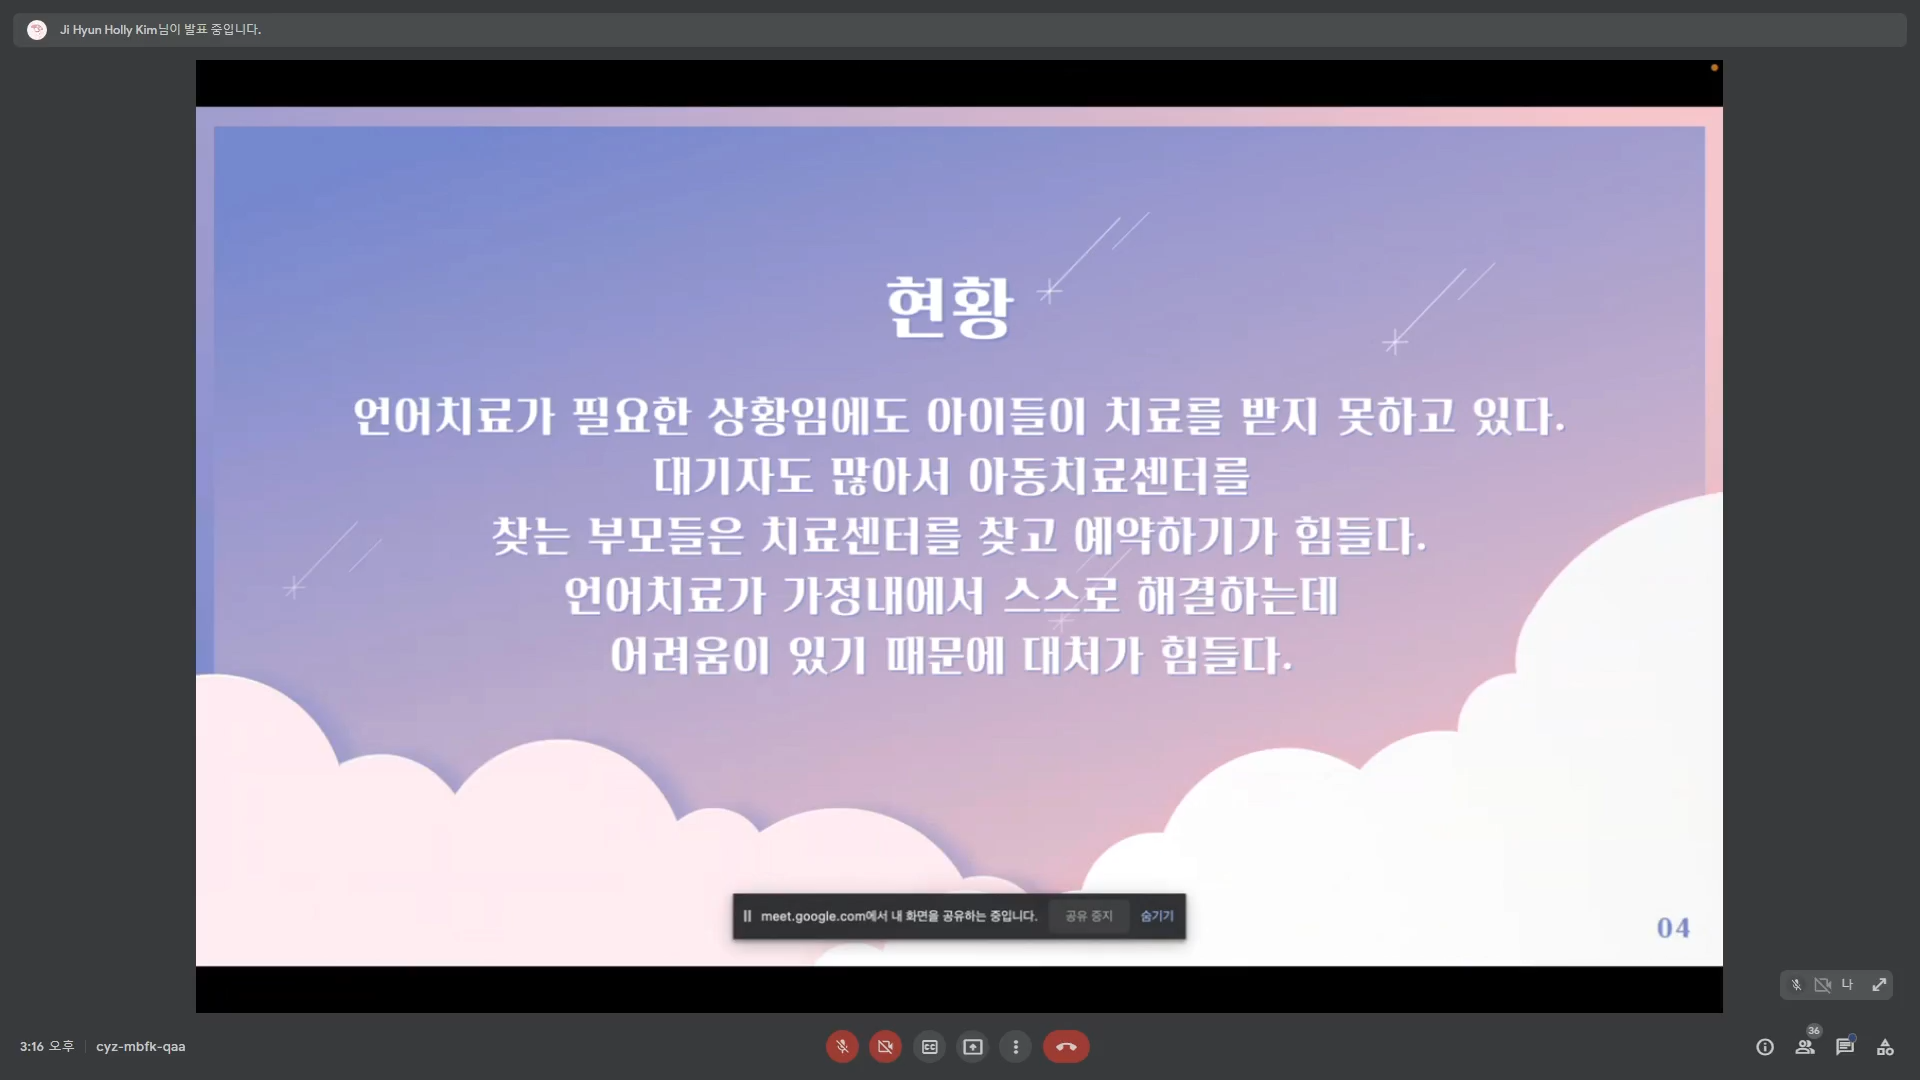 Ji Hyun Holly Kim님이 발표 중입니다.
현황
언어치료가 필요한 상황임에도 아이들이 치료를 받지 못하고 있다.
대기자도 많아서 아동치료센터를
찾는 부모들은 치료센터를 찾고 예약하기가 힘들다.
언어치료가 가정내에서 스스로 해결하는데
어려움이 있기 때문에 대처가 힘들다.
meet.google.com에서 내 화면을 공유하는 중입니다. 공유 중지 숨기기
04
나
3:16 오후 cyz-mbfk-qaa
CC
36